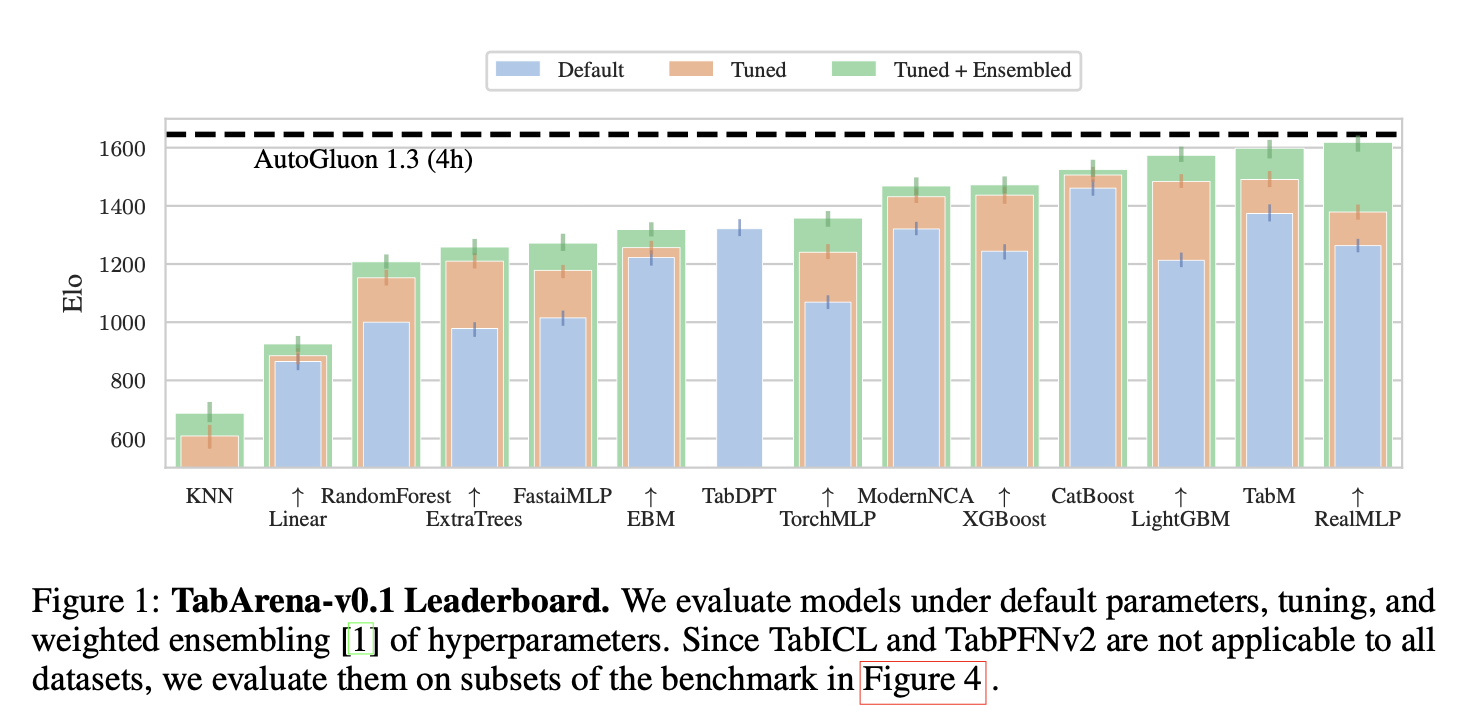 Default Tuned Tuned + Ensembled
1600
1400
1200
1000
800
600
Elo
AutoGluon 1.3 (4h)
KNN ↑ RandomForest ↑ FastaiMLP ↑ TabDPT ↑ ModernNCA ↑ CatBoost ↑ TabM ↑
Linear ExtraTrees EBM TorchMLP XGBoost LightGBM RealMLP
Figure 1: TabArena-v0.1 Leaderboard. We evaluate models under default parameters, tuning, and
weighted ensembling [1] of hyperparameters. Since TabICL and TabPFNv2 are not applicable to all
datasets, we evaluate them on subsets of the benchmark in Figure 4 .